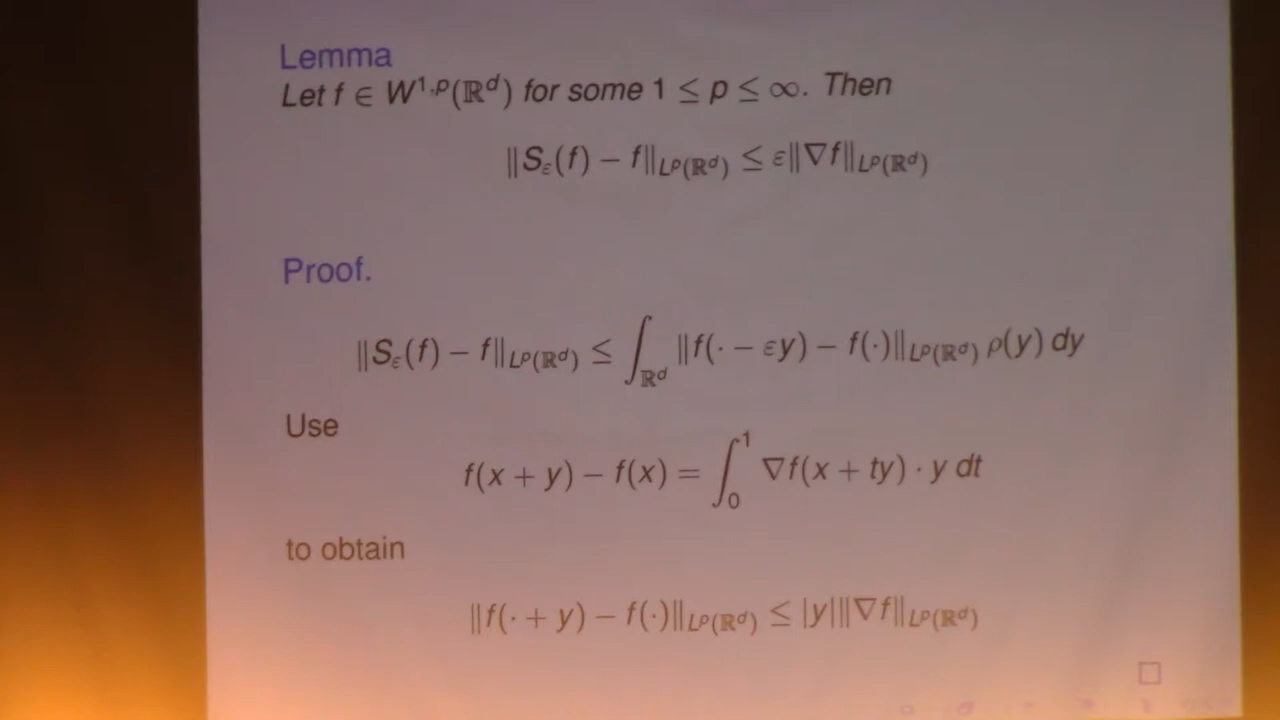 Lemma
Let f ∈ W^{1,p}(ℝ^d) for some 1 ≤ p ≤ ∞. Then
‖S_ε(f) − f‖_{L^p(ℝ^d)} ≤ ε‖∇f‖_{L^p(ℝ^d)}
Proof.
‖S_ε(f) − f‖_{L^p(ℝ^d)} ≤ ∫_{ℝ^d} ‖f(· − εy) − f(·)‖_{L^p(ℝ^d)} ρ(y) dy
Use
f(x + y) − f(x) = ∫_0^1 ∇f(x + ty) · y dt
to obtain
‖f(· + y) − f(·)‖_{L^p(ℝ^d)} ≤ |y|‖∇f‖_{L^p(ℝ^d)}
□